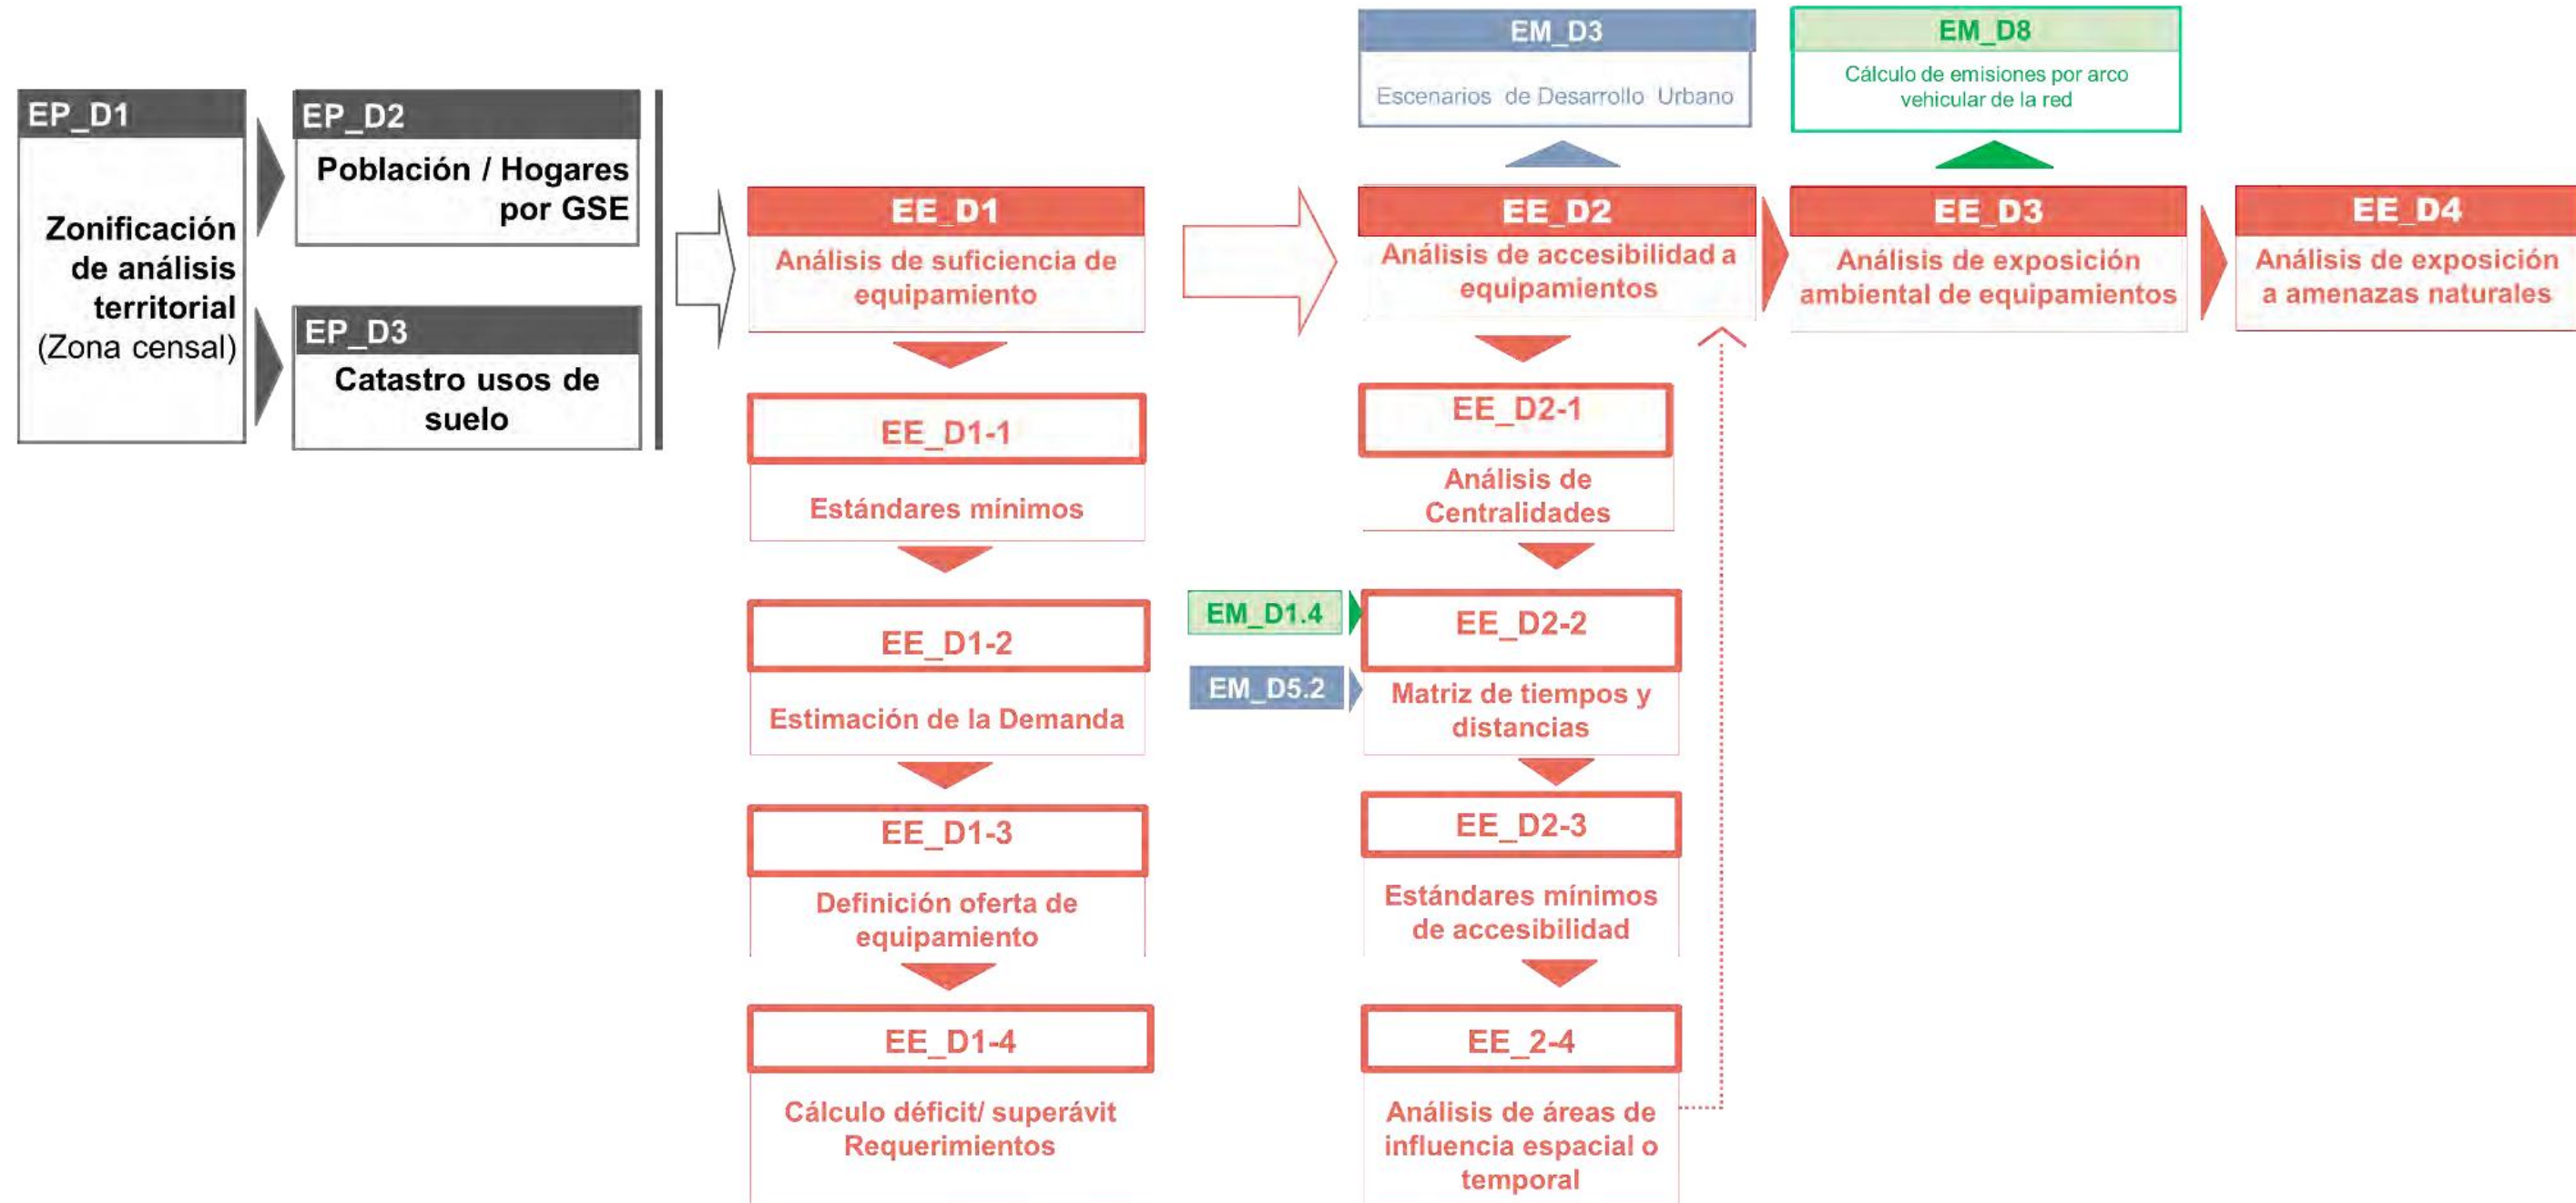 EP_D1
Zonificación
de análisis
territorial
(Zona censal)
EP_D2
Población / Hogares
por GSE
EP_D3
Catastro usos de
suelo
EE_D1
Análisis de suficiencia de
equipamiento
EE_D1-1
Estándares mínimos
EE_D1-2
Estimación de la Demanda
EE_D1-3
Definición oferta de
equipamiento
EE_D1-4
Cálculo déficit/ superávit
Requerimientos
EM_D3
Escenarios de Desarrollo Urbano
EE_D2
Análisis de accesibilidad a
equipamientos
EE_D2-1
Análisis de
Centralidades
EM_D1.4
EM_D5.2
EE_D2-2
Matriz de tiempos y
distancias
EE_D2-3
Estándares mínimos
de accesibilidad
EE_2-4
Análisis de áreas de
influencia espacial o
temporal
EM_D8
Cálculo de emisiones por arco
vehicular de la red
EE_D3
Análisis de exposición
ambiental de equipamientos
EE_D4
Análisis de exposición
a amenazas naturales